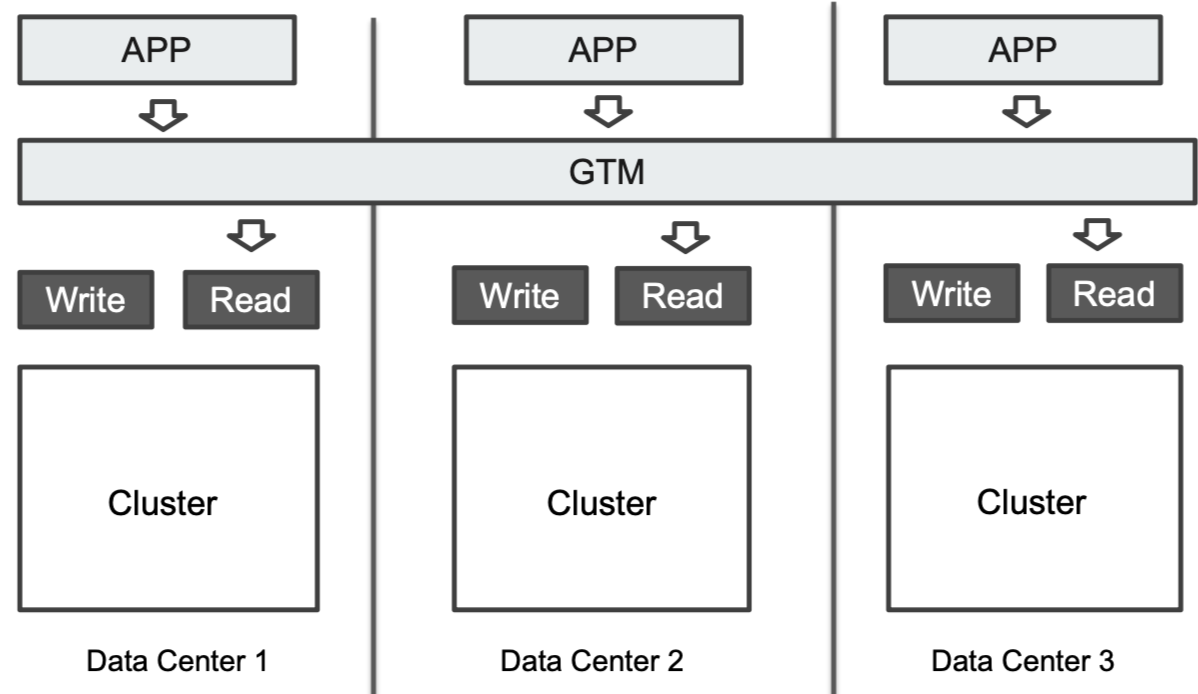 APP
APP
APP
GTM
Write
Read
Write
Read
Write
Read
Cluster
Cluster
Cluster
Data Center 1
Data Center 2
Data Center 3